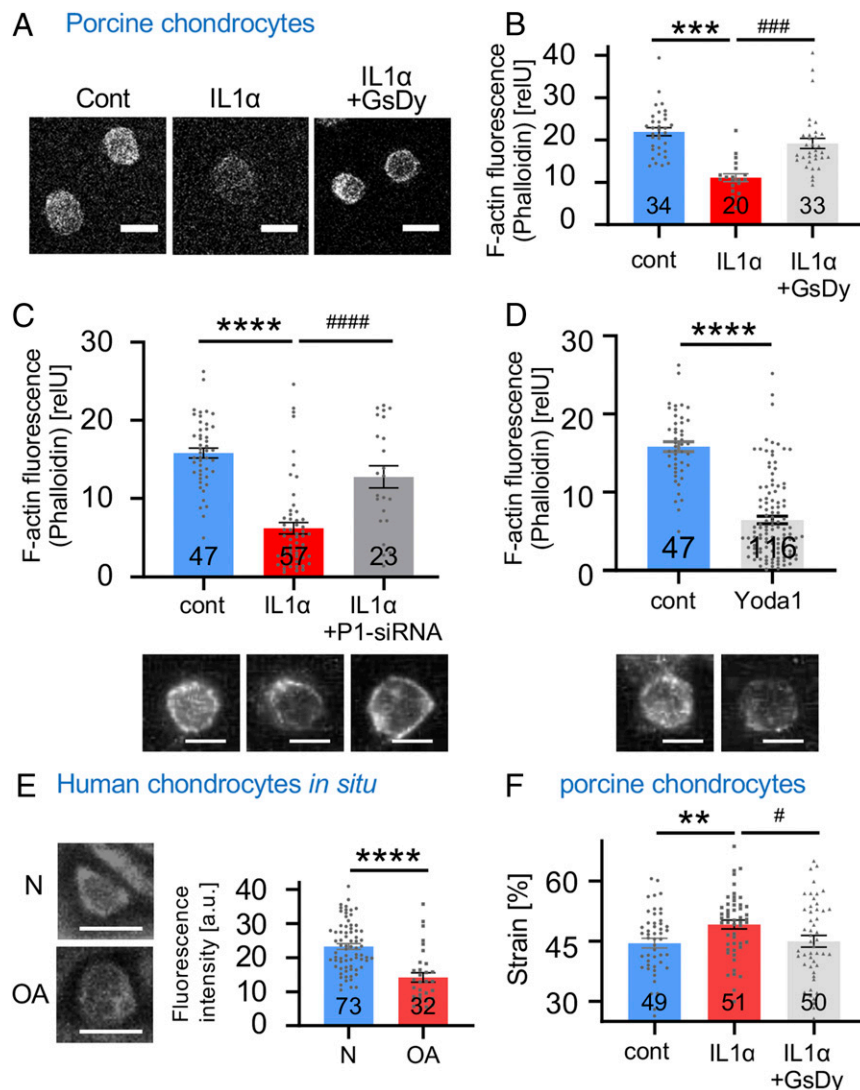 A Porcine chondrocytes
Cont
IL1α
IL1α
+GsDy
B
F-actin fluorescence
(Phalloidin) [relU]
40
30
20
10
0
*** ###
34 20 33
cont IL1α IL1α
+GsDy
C
F-actin fluorescence
(Phalloidin) [relU]
30
20
10
0
**** ####
47 57 23
cont IL1α IL1α
+P1-siRNA
D
F-actin fluorescence
(Phalloidin) [relU]
30
20
10
0
****
47 116
cont Yoda1
E Human chondrocytes in situ
N
OA
Fluorescence
intensity [a.u.]
40
30
20
10
0
****
73 32
N OA
F porcine chondrocytes
Strain [%]
60
45
30
** #
49 51 50
cont IL1α IL1α
+GsDy